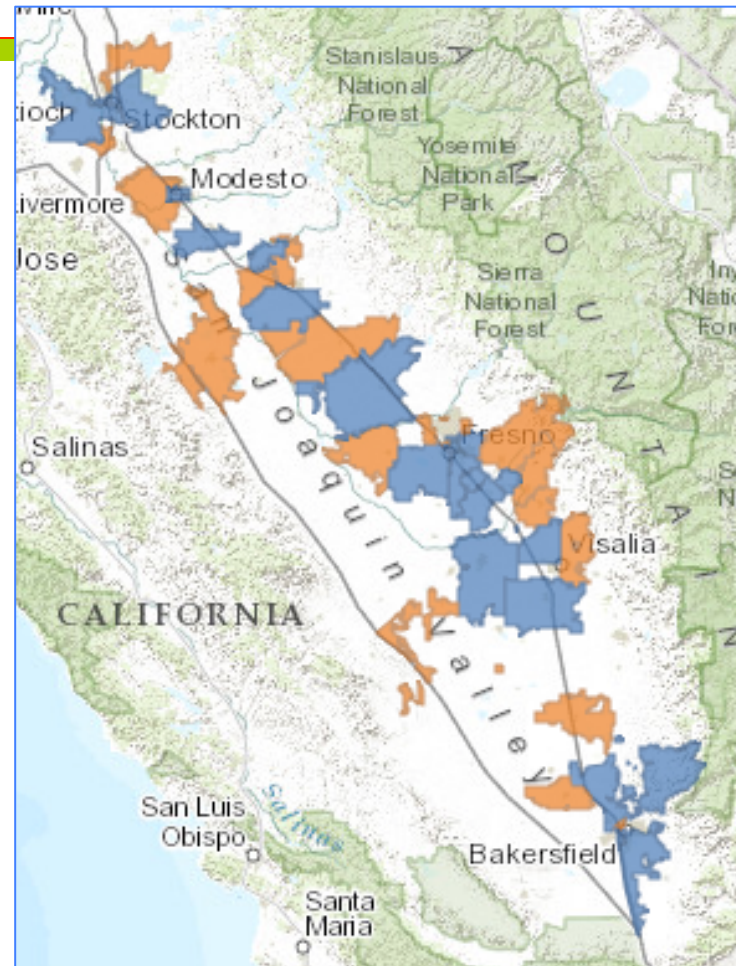 Stanislaus
National
Forest
Stockton
Yosemite
National
Park
Modesto
Livermore
Jose
Sierra
National
Forest
Fresno
Salinas
Joaquin
Visalia
CALIFORNIA
Valley
San Luis
Obispo
Salinas
Bakersfield
Santa
Maria